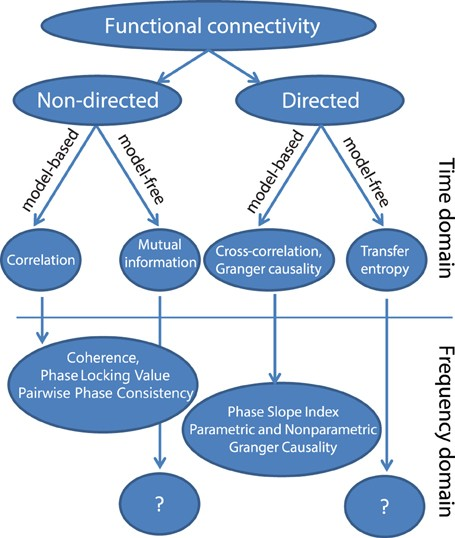 Functional connectivity
Non-directed
Directed
model-based
model-free
model-based
model-free
Time domain
Correlation
Mutual
information
Cross-correlation,
Granger causality
Transfer
entropy
Coherence,
Phase Locking Value
Pairwise Phase Consistency
Phase Slope Index
Parametric and Nonparametric
Granger Causality
Frequency domain
?
?